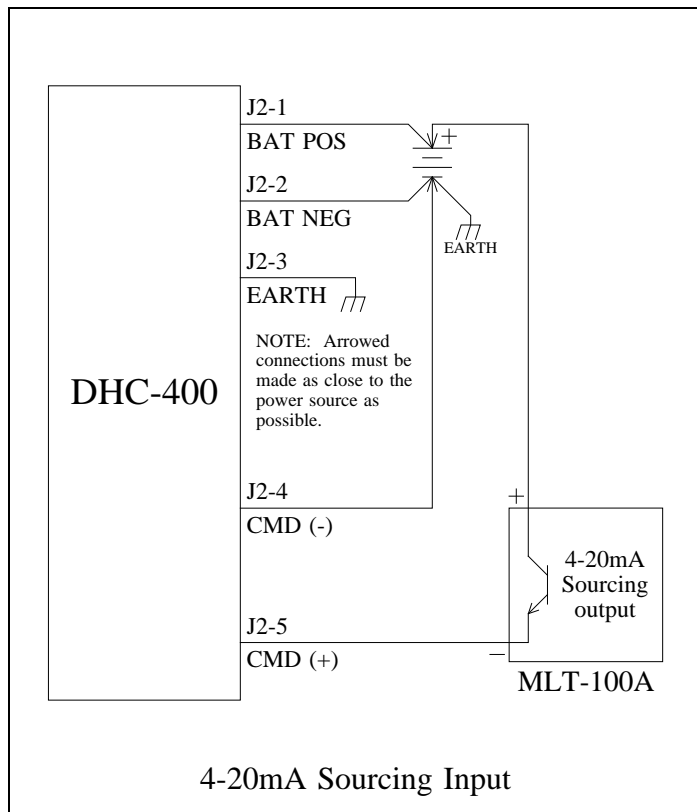 J2-1
BAT POS
+
J2-2
BAT NEG
EARTH
J2-3
EARTH
NOTE: Arrowed
connections must be
made as close to the
power source as
possible.
DHC-400
J2-4
CMD (-)
+
4-20mA
Sourcing
output
J2-5
CMD (+)
−
MLT-100A
4-20mA Sourcing Input